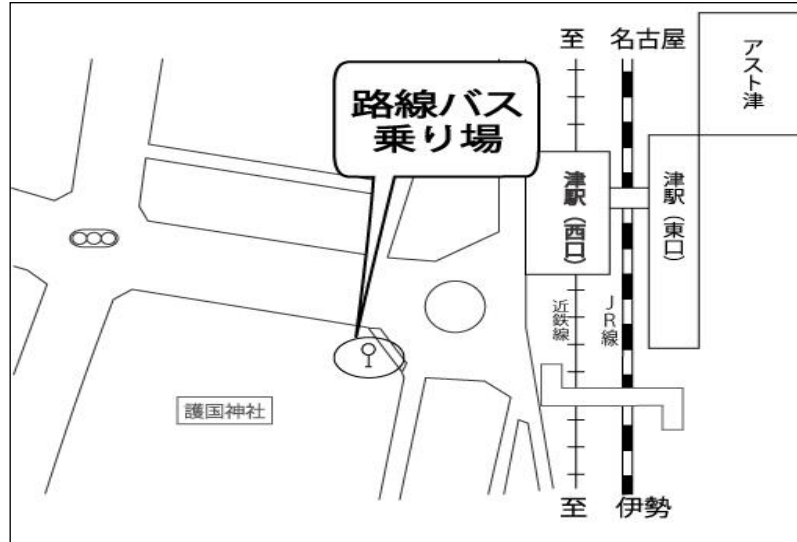 至 名古屋
アスト津
路線バス
乗り場
津駅(西口)
津駅(東口)
近鉄線
JR線
護国神社
至 伊勢